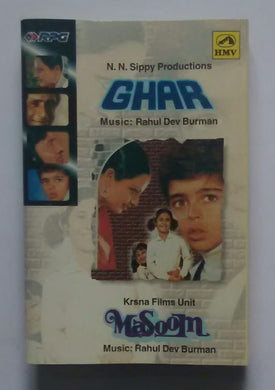 RPG
HMV
N. N. Sippy Productions
GHAR
Music: Rahul Dev Burman
Krsna Films Unit
MaSoom
Music: Rahul Dev Burman